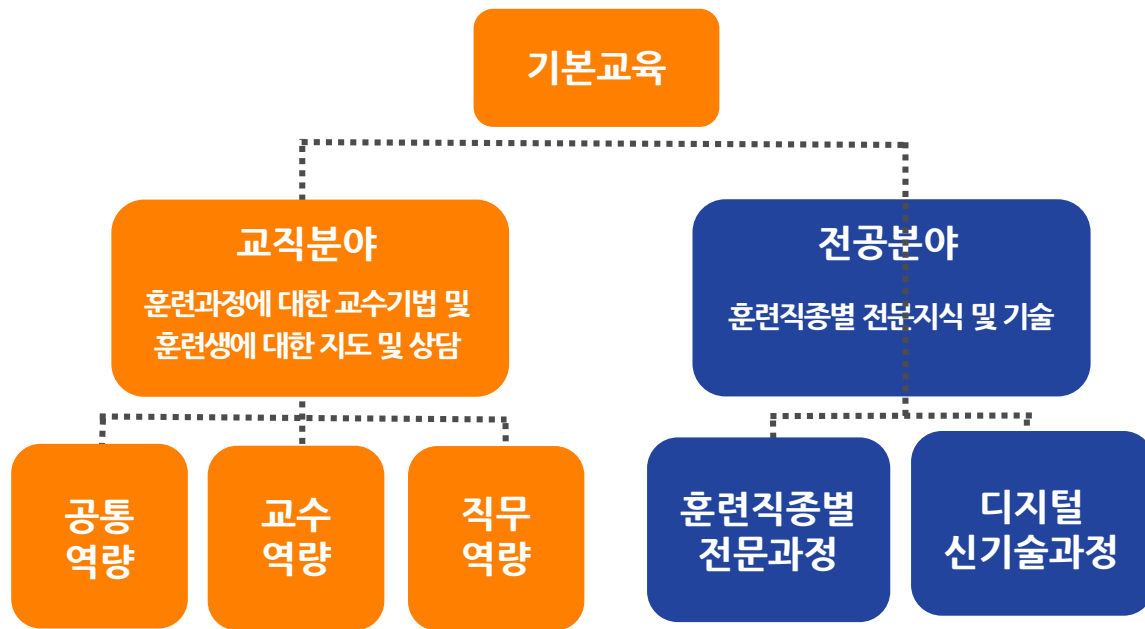 기본교육
교직분야
훈련과정에 대한 교수기법 및
훈련생에 대한 지도 및 상담
전공분야
훈련직종별 전문지식 및 기술
공통
역량
교수
역량
직무
역량
훈련직종별
전문과정
디지털
신기술과정